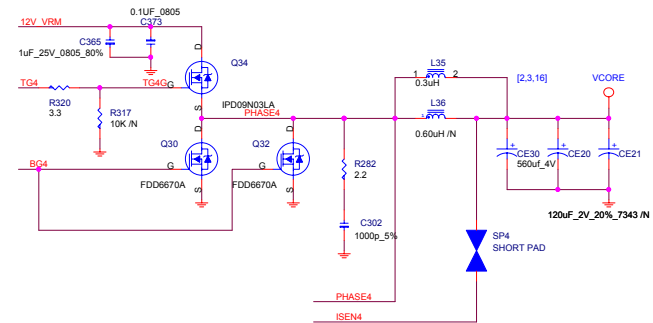 0.1UF_0805
12V_VRM
C373
C365
1uF_25V_0805_80%
D
Q34
TG4
TG4G
G
S
R320
3.3
R317
10K /N
IPD09N03LA
PHASE4
L35
1
2
0.3uH
[2,3,16]
VCORE
L36
1
0.60uH /N
D
Q30
G
S
FDD6670A
D
Q32
G
S
FDD6670A
BG4
R282
2.2
C302
1000p_5%
CE30
560uf_4V
CE20
CE21
120uF_2V_20%_7343 /N
SP4
SHORT PAD
PHASE4
ISEN4